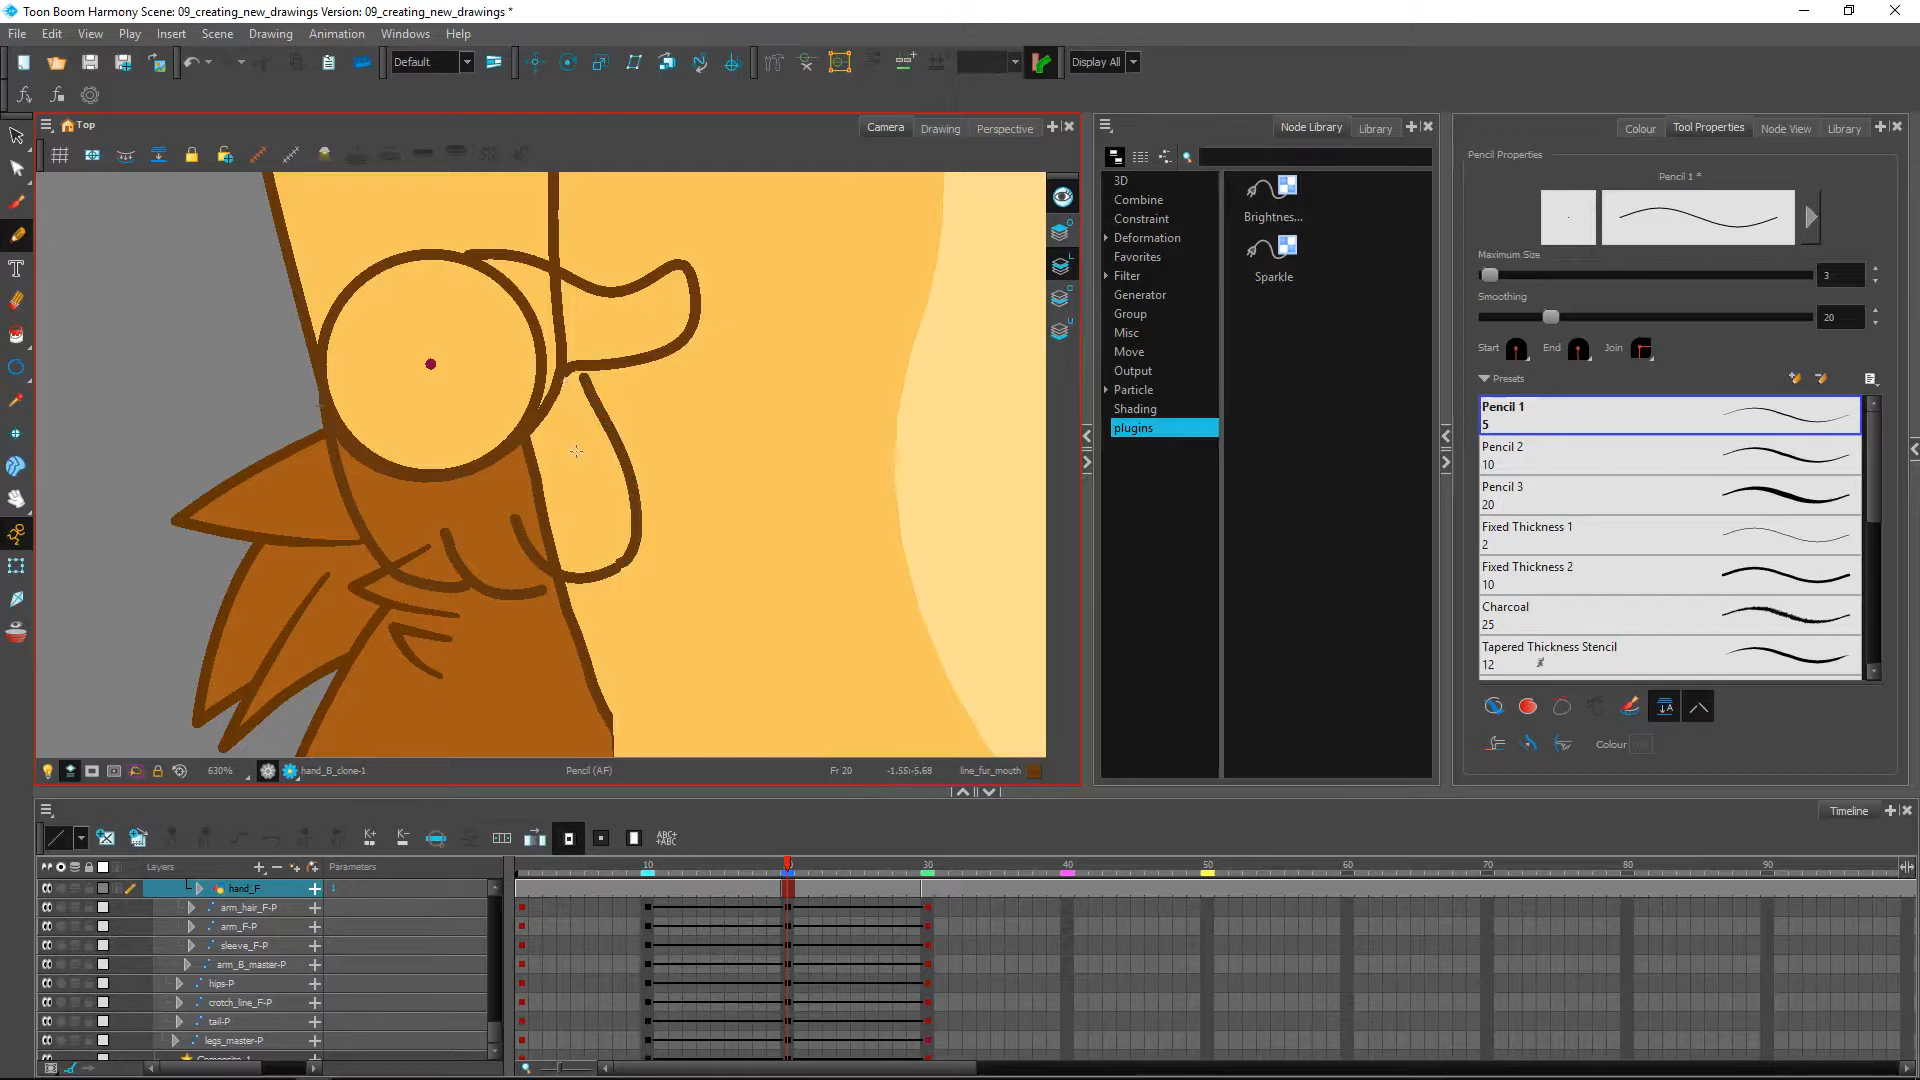 Toon Boom Harmony Scene: 09_creating_new_drawings Version: 09_creating_new_drawings *
File Edit View Play Insert Scene Drawing Animation Windows Help
Default
Display All
Top
Camera Drawing Perspective
630%
hand_B_clone-1
Pencil (AF)
Fr 20
-1.55:-5.68
line_fur_mouth
Node Library Library
3D
Combine
Constraint
Deformation
Favorites
Filter
Generator
Group
Misc
Move
Output
Particle
Shading
plugins
Brightnes...
Sparkle
Colour Tool Properties Node View Library
Pencil Properties
Pencil 1 *
Maximum Size
3
Smoothing
20
Start End Join
Presets
Pencil 1
5
Pencil 2
10
Pencil 3
20
Fixed Thickness 1
2
Fixed Thickness 2
10
Charcoal
25
Tapered Thickness Stencil
12
Colour
Timeline
K+ K- ABC+ +ABC
Layers
Parameters
10 30 40 50 60 70 80 90
hand_F 1
arm_hair_F-P
arm_F-P
sleeve_F-P
arm_B_master-P
hips-P
crotch_line_F-P
tail-P
legs_master-P
Composite_1